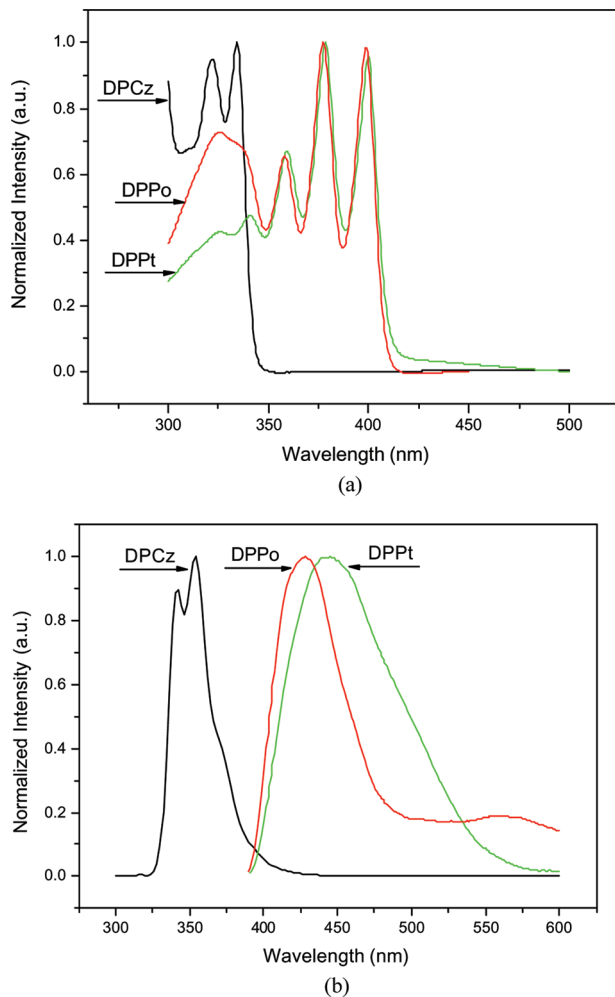 1.0
DPCz
0.8
0.6
DPPo
0.4
DPPt
0.2
0.0
Normalized Intensity (a.u.)
300 350 400 450 500
Wavelength (nm)
(a)
DPCz DPPo DPPt
1.0
0.8
0.6
0.4
0.2
0.0
Normalized Intensity (a.u.)
300 350 400 450 500 550 600
Wavelength (nm)
(b)